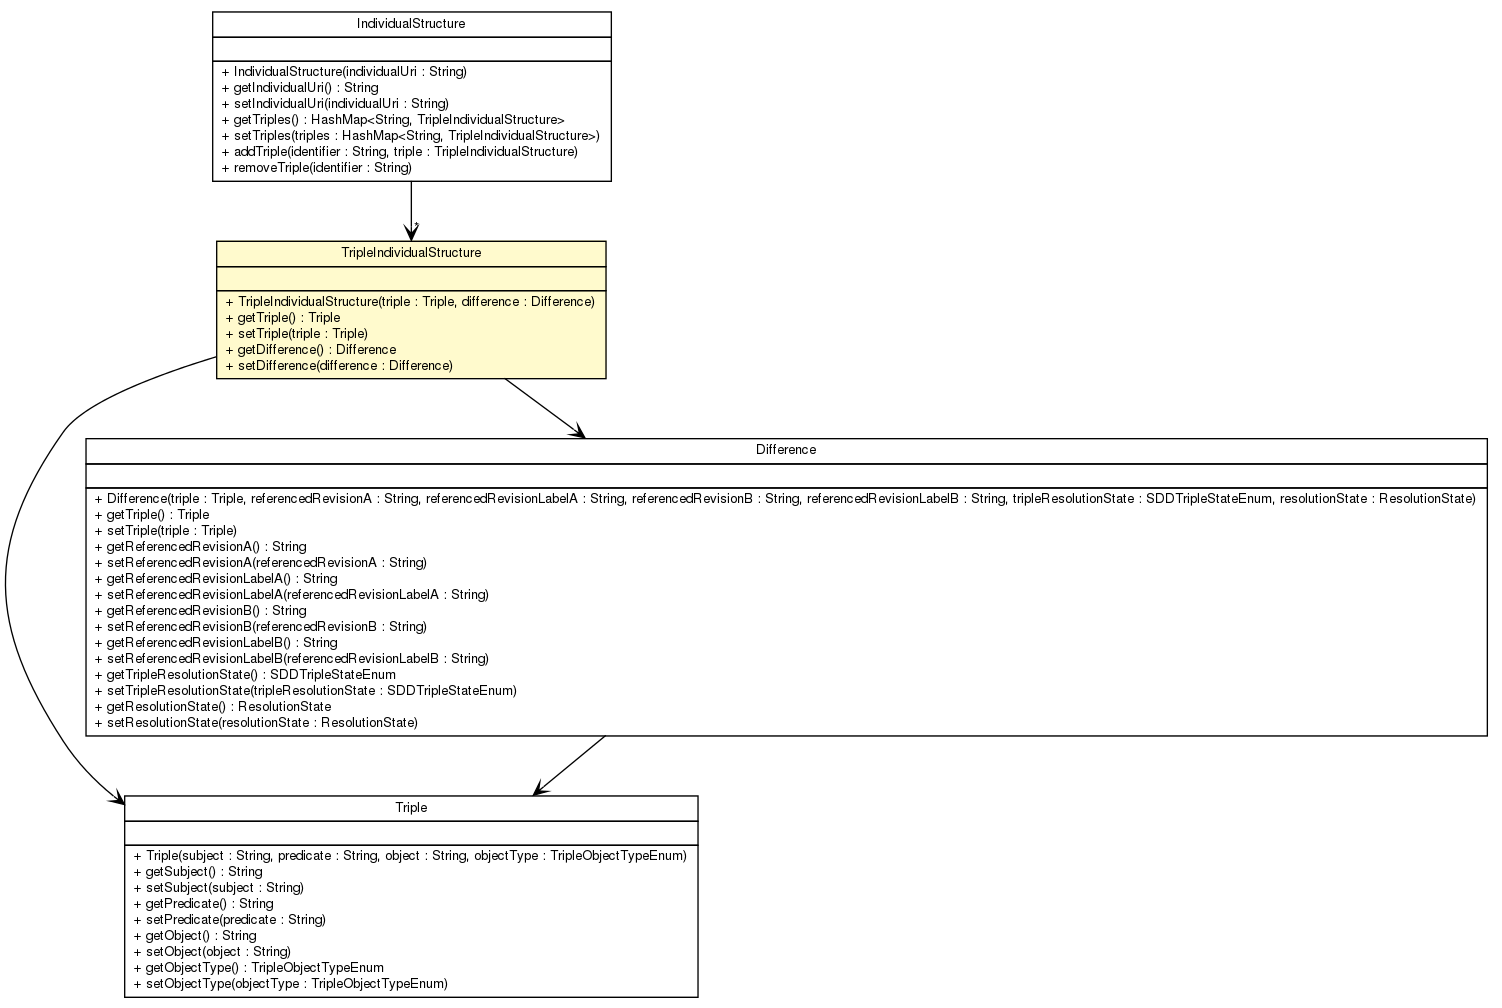 IndividualStructure
+ IndividualStructure(individualUri : String)
+ getIndividualUri() : String
+ setIndividualUri(individualUri : String)
+ getTriples() : HashMap<String, TripleIndividualStructure>
+ setTriples(triples : HashMap<String, TripleIndividualStructure>)
+ addTriple(identifier : String, triple : TripleIndividualStructure)
+ removeTriple(identifier : String)
*
TripleIndividualStructure
+ TripleIndividualStructure(triple : Triple, difference : Difference)
+ getTriple() : Triple
+ setTriple(triple : Triple)
+ getDifference() : Difference
+ setDifference(difference : Difference)
Difference
+ Difference(triple : Triple, referencedRevisionA : String, referencedRevisionLabelA : String, referencedRevisionB : String, referencedRevisionLabelB : String, tripleResolutionState : SDDTripleStateEnum, resolutionState : ResolutionState)
+ getTriple() : Triple
+ setTriple(triple : Triple)
+ getReferencedRevisionA() : String
+ setReferencedRevisionA(referencedRevisionA : String)
+ getReferencedRevisionLabelA() : String
+ setReferencedRevisionLabelA(referencedRevisionLabelA : String)
+ getReferencedRevisionB() : String
+ setReferencedRevisionB(referencedRevisionB : String)
+ getReferencedRevisionLabelB() : String
+ setReferencedRevisionLabelB(referencedRevisionLabelB : String)
+ getTripleResolutionState() : SDDTripleStateEnum
+ setTripleResolutionState(tripleResolutionState : SDDTripleStateEnum)
+ getResolutionState() : ResolutionState
+ setResolutionState(resolutionState : ResolutionState)
Triple
+ Triple(subject : String, predicate : String, object : String, objectType : TripleObjectTypeEnum)
+ getSubject() : String
+ setSubject(subject : String)
+ getPredicate() : String
+ setPredicate(predicate : String)
+ getObject() : String
+ setObject(object : String)
+ getObjectType() : TripleObjectTypeEnum
+ setObjectType(objectType : TripleObjectTypeEnum)